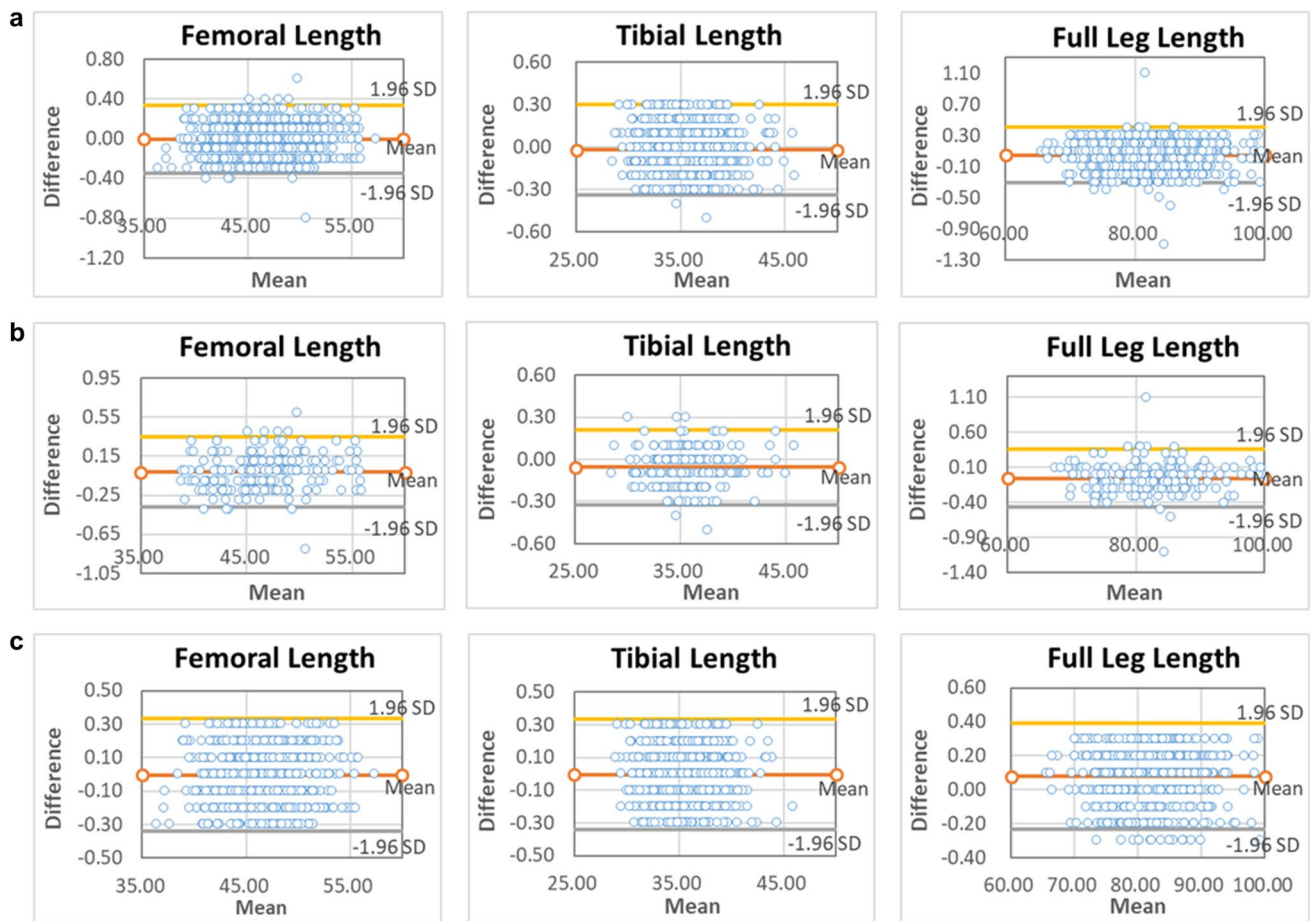 a
Femoral Length
0.80
0.40
0.00
-0.40
-0.80
-1.20
Difference
1.96 SD
Mean
-1.96 SD
35.00 45.00 55.00
Mean
Tibial Length
0.60
0.30
0.00
-0.30
-0.60
Difference
1.96 SD
Mean
-1.96 SD
25.00 35.00 45.00
Mean
Full Leg Length
1.10
0.70
0.30
-0.10
-0.50
-0.90
-1.30
Difference
1.96 SD
Mean
-1.96 SD
60.00 80.00 100.00
Mean
b
Femoral Length
0.95
0.55
0.15
-0.25
-0.65
-1.05
Difference
1.96 SD
Mean
-1.96 SD
35.00 45.00 55.00
Mean
Tibial Length
0.60
0.30
0.00
-0.30
-0.60
Difference
1.96 SD
Mean
-1.96 SD
25.00 35.00 45.00
Mean
Full Leg Length
1.10
0.60
0.10
-0.40
-0.90
-1.40
Difference
1.96 SD
Mean
-1.96 SD
60.00 80.00 100.00
Mean
c
Femoral Length
0.50
0.30
0.10
-0.10
-0.30
-0.50
Difference
1.96 SD
Mean
-1.96 SD
35.00 45.00 55.00
Mean
Tibial Length
0.50
0.30
0.10
-0.10
-0.30
-0.50
Difference
1.96 SD
Mean
-1.96 SD
25.00 35.00 45.00
Mean
Full Leg Length
0.60
0.40
0.20
0.00
-0.20
-0.40
Difference
1.96 SD
Mean
-1.96 SD
60.00 70.00 80.00 90.00 100.00
Mean